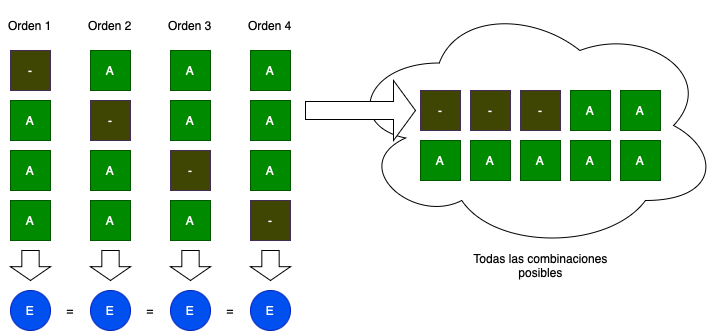 Orden 1 Orden 2 Orden 3 Orden 4
- A A A
A - A A
A A - A
A A A -
E = E = E = E
- - - A A
A A A A A
Todas las combinaciones
posibles